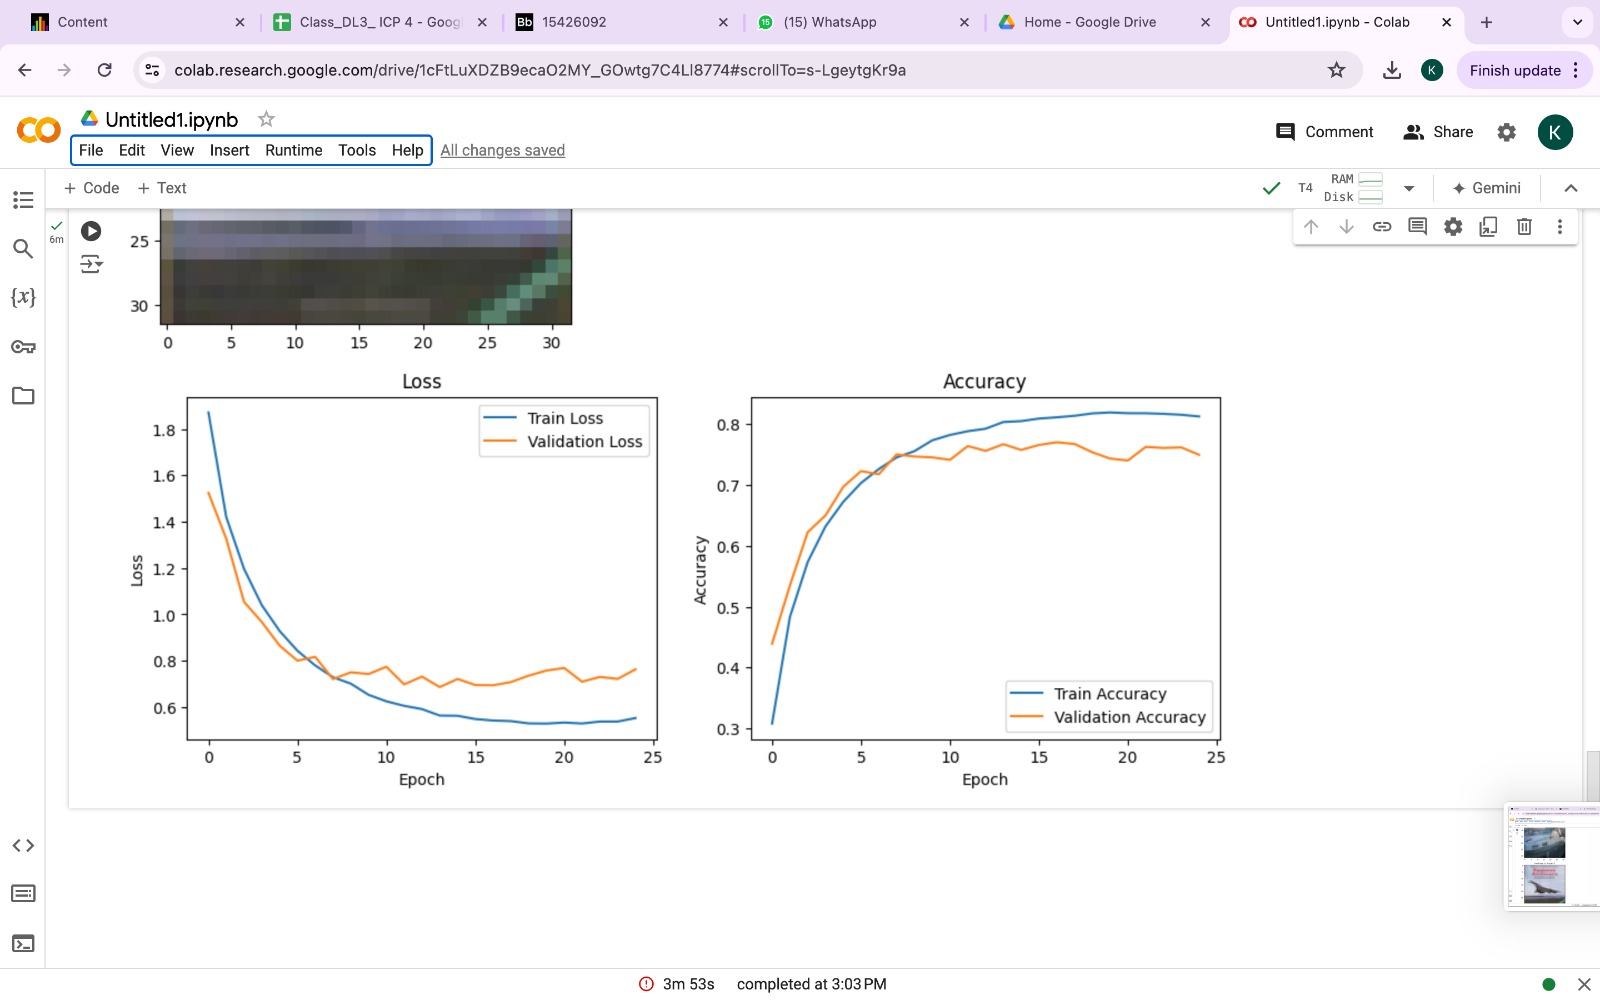 Content
Class_DL3_ ICP 4 - Goog
Bb 15426092
15 (15) WhatsApp
Home - Google Drive
Untitled1.ipynb - Colab
colab.research.google.com/drive/1cFtLuXDZB9ecaO2MY_GOwtg7C4Ll8774#scrollTo=s-LgeytgKr9a
K
Finish update
Untitled1.ipynb
Comment
Share
K
File Edit View Insert Runtime Tools Help
All changes saved
+ Code + Text
T4
RAM
Disk
Gemini
{x}
6m
25
30
0 5 10 15 20 25 30
Loss
Train Loss
Validation Loss
1.8
1.6
1.4
1.2
1.0
0.8
0.6
Loss
0 5 10 15 20 25
Epoch
Accuracy
0.8
0.7
0.6
0.5
0.4
0.3
Accuracy
Train Accuracy
Validation Accuracy
0 5 10 15 20 25
Epoch
3m 53s completed at 3:03 PM